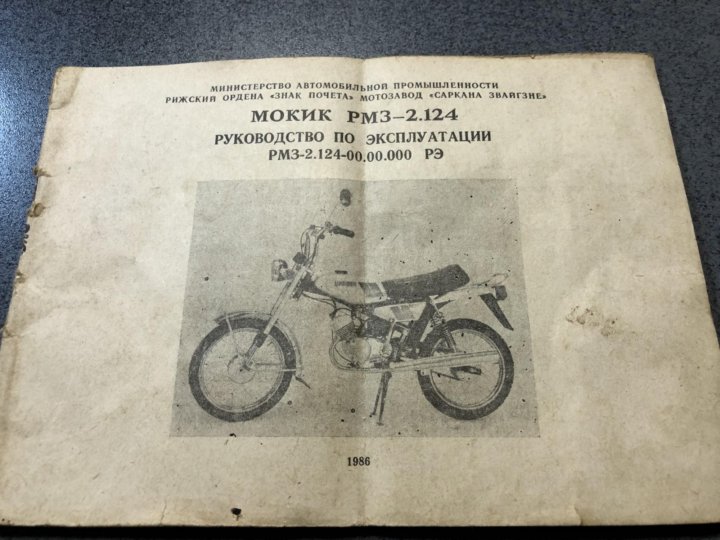 МИНИСТЕРСТВО АВТОМОБИЛЬНОЙ ПРОМЫШЛЕННОСТИ
РИЖСКИЙ ОРДЕНА «ЗНАК ПОЧЕТА» МОТОЗАВОД «САРКАНА ЗВАЙГЗНЕ»
МОКИК РМЗ–2.124
РУКОВОДСТВО ПО ЭКСПЛУАТАЦИИ
РМЗ-2.124-00.00.000 РЭ
1986